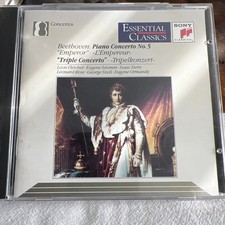 Concertos
ESSENTIAL
CLASSICS
SONY
Beethoven: Piano Concerto No. 5
"Emperor" · «L'Empereur»
"Triple Concerto" · «Tripelkonzert»
Leon Fleisher · Eugene Istomin · Isaac Stern
Leonard Rose · George Szell · Eugene Ormandy